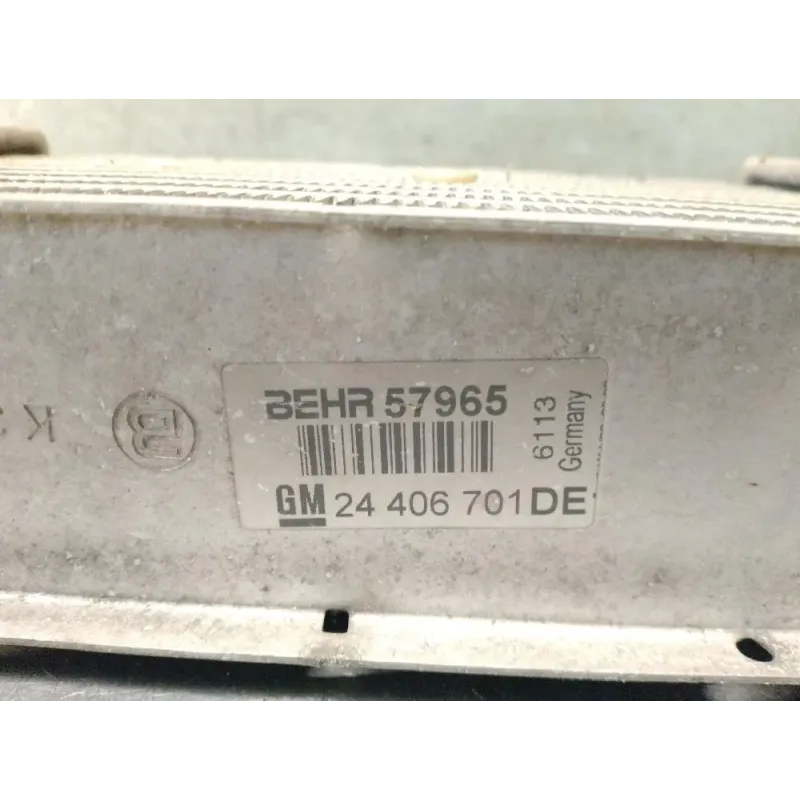 BEHR 57965
6113
Germany
GM 24 406 701 DE
K